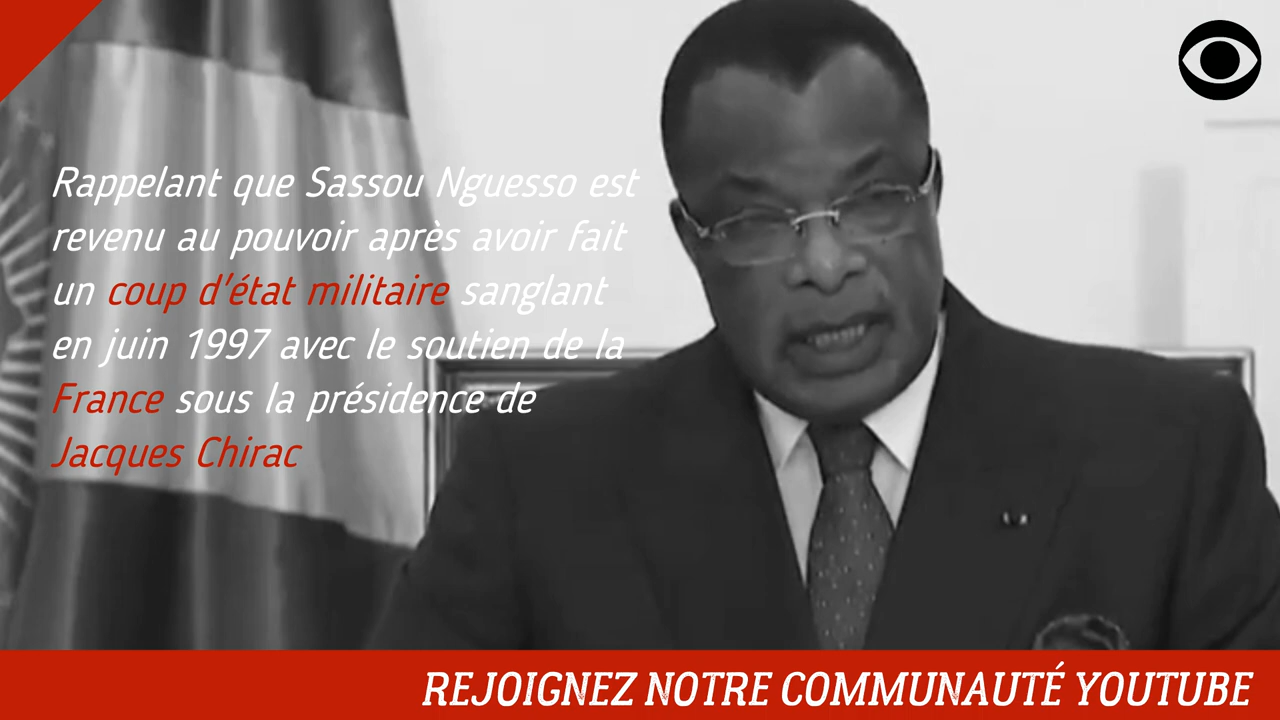 Rappelant que Sassou Nguesso est
revenu au pouvoir après avoir fait
un coup d'état militaire sanglant
en juin 1997 avec le soutien de la
France sous la présidence de
Jacques Chirac
REJOIGNEZ NOTRE COMMUNAUTÉ YOUTUBE